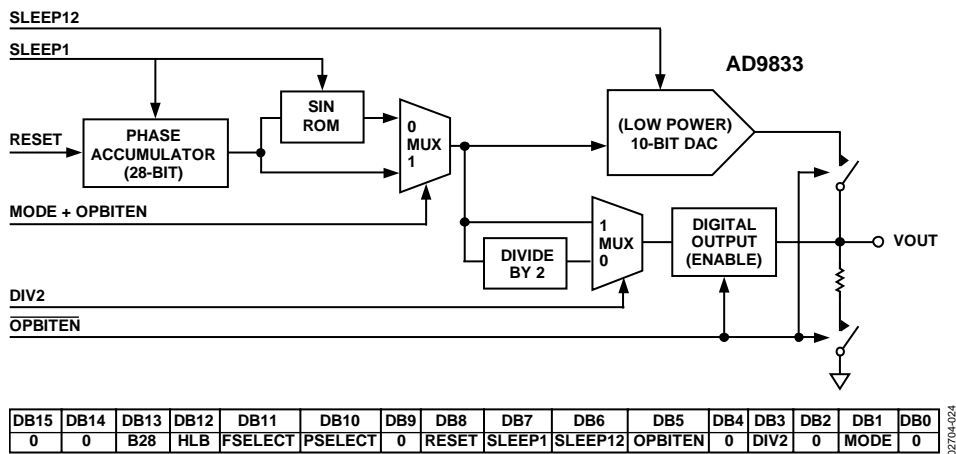 SLEEP12
SLEEP1
AD9833
RESET
PHASE
ACCUMULATOR
(28-BIT)
SIN
ROM
0
MUX
1
(LOW POWER)
10-BIT DAC
MODE + OPBITEN
DIVIDE
BY 2
1
MUX
0
DIGITAL
OUTPUT
(ENABLE)
VOUT
DIV2
OPBITEN
DB15 DB14 DB13 DB12 DB11 DB10 DB9 DB8 DB7 DB6 DB5 DB4 DB3 DB2 DB1 DB0
0 0 B28 HLB FSELECT PSELECT 0 RESET SLEEP1 SLEEP12 OPBITEN 0 DIV2 0 MODE 0
02704-024